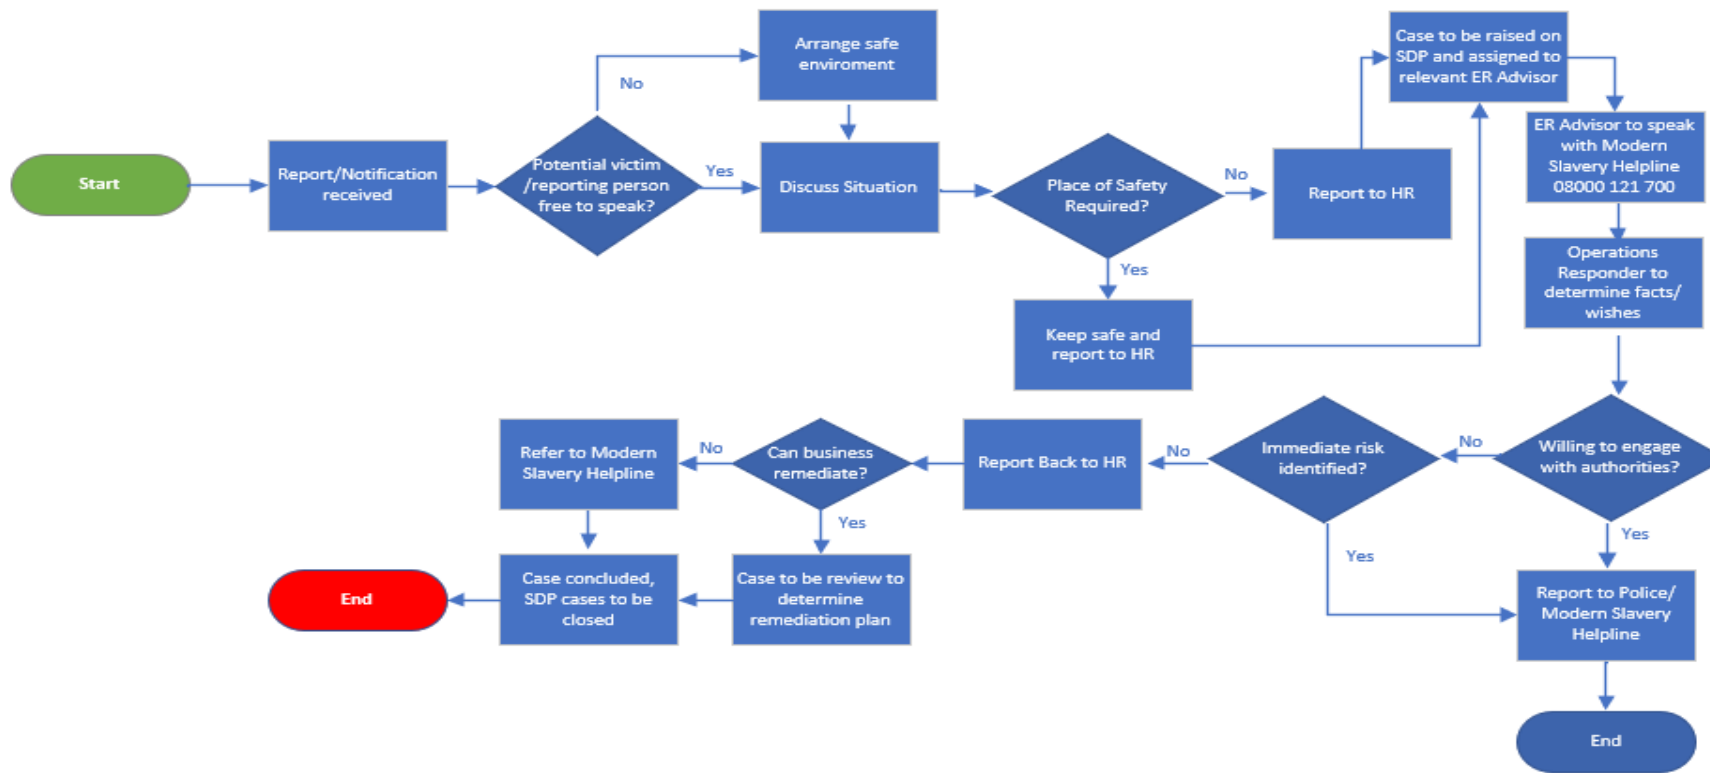 Start
Report/Notification
received
Potential victim
/reporting person
free to speak?
No
Arrange safe
enviroment
Yes
Discuss Situation
Place of Safety
Required?
No
Report to HR
Yes
Keep safe and
report to HR
Case to be raised on
SDP and assigned to
relevant ER Advisor
ER Advisor to speak
with Modern
Slavery Helpline
08000 121 700
Operations
Responder to
determine facts/
wishes
Willing to engage
with authorities?
No
Yes
Immediate risk
identified?
No
Yes
Report to Police/
Modern Slavery
Helpline
End
Report Back to HR
Can business
remediate?
No
Yes
Refer to Modern
Slavery Helpline
Case to be review to
determine
remediation plan
Case concluded,
SDP cases to be
closed
End